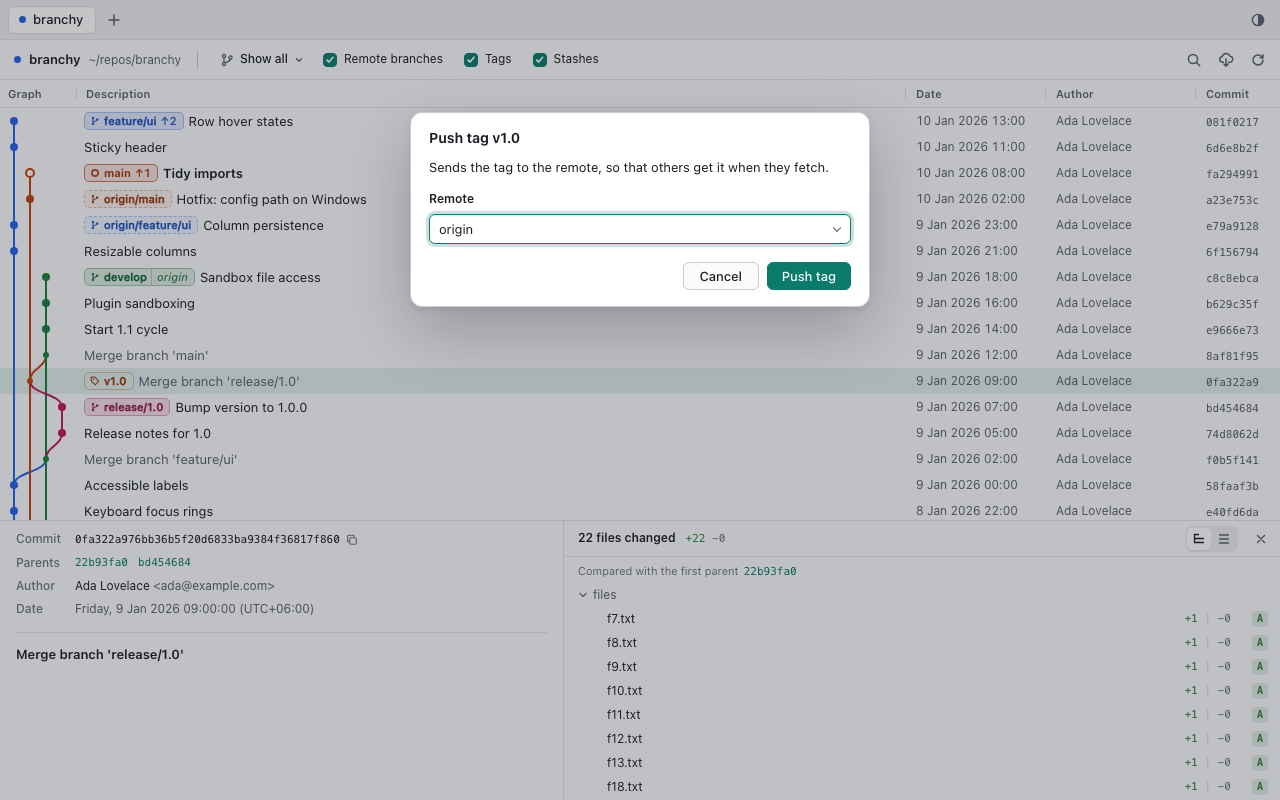 branchy
branchy ~/repos/branchy Show all Remote branches Tags Stashes
Graph Description Date Author Commit
feature/ui ↑2 Row hover states 10 Jan 2026 13:00 Ada Lovelace 081f0217
Sticky header 10 Jan 2026 11:00 Ada Lovelace 6d6e8b2f
main ↑1 Tidy imports 10 Jan 2026 08:00 Ada Lovelace fa294991
origin/main Hotfix: config path on Windows 10 Jan 2026 02:00 Ada Lovelace a23e753c
origin/feature/ui Column persistence 9 Jan 2026 23:00 Ada Lovelace e79a9128
Resizable columns 9 Jan 2026 21:00 Ada Lovelace 6f156794
develop origin Sandbox file access 9 Jan 2026 18:00 Ada Lovelace c8c8ebca
Plugin sandboxing 9 Jan 2026 16:00 Ada Lovelace b629c35f
Start 1.1 cycle 9 Jan 2026 14:00 Ada Lovelace e9666e73
Merge branch 'main' 9 Jan 2026 12:00 Ada Lovelace 8af81f95
v1.0 Merge branch 'release/1.0' 9 Jan 2026 09:00 Ada Lovelace 0fa322a9
release/1.0 Bump version to 1.0.0 9 Jan 2026 07:00 Ada Lovelace bd454684
Release notes for 1.0 9 Jan 2026 05:00 Ada Lovelace 74d8062d
Merge branch 'feature/ui' 9 Jan 2026 02:00 Ada Lovelace f0b5f141
Accessible labels 9 Jan 2026 00:00 Ada Lovelace 58faaf3b
Keyboard focus rings 8 Jan 2026 22:00 Ada Lovelace e40fd6da
Push tag v1.0
Sends the tag to the remote, so that others get it when they fetch.
Remote
origin
Cancel Push tag
Commit 0fa322a976bb36b5f20d6833ba9384f36817f860
Parents 22b93fa0 bd454684
Author Ada Lovelace <ada@example.com>
Date Friday, 9 Jan 2026 09:00:00 (UTC+06:00)
Merge branch 'release/1.0'
22 files changed +22 −0
Compared with the first parent 22b93fa0
files
f7.txt +1 | −0 A
f8.txt +1 | −0 A
f9.txt +1 | −0 A
f10.txt +1 | −0 A
f11.txt +1 | −0 A
f12.txt +1 | −0 A
f13.txt +1 | −0 A
f18.txt +1 | −0 A